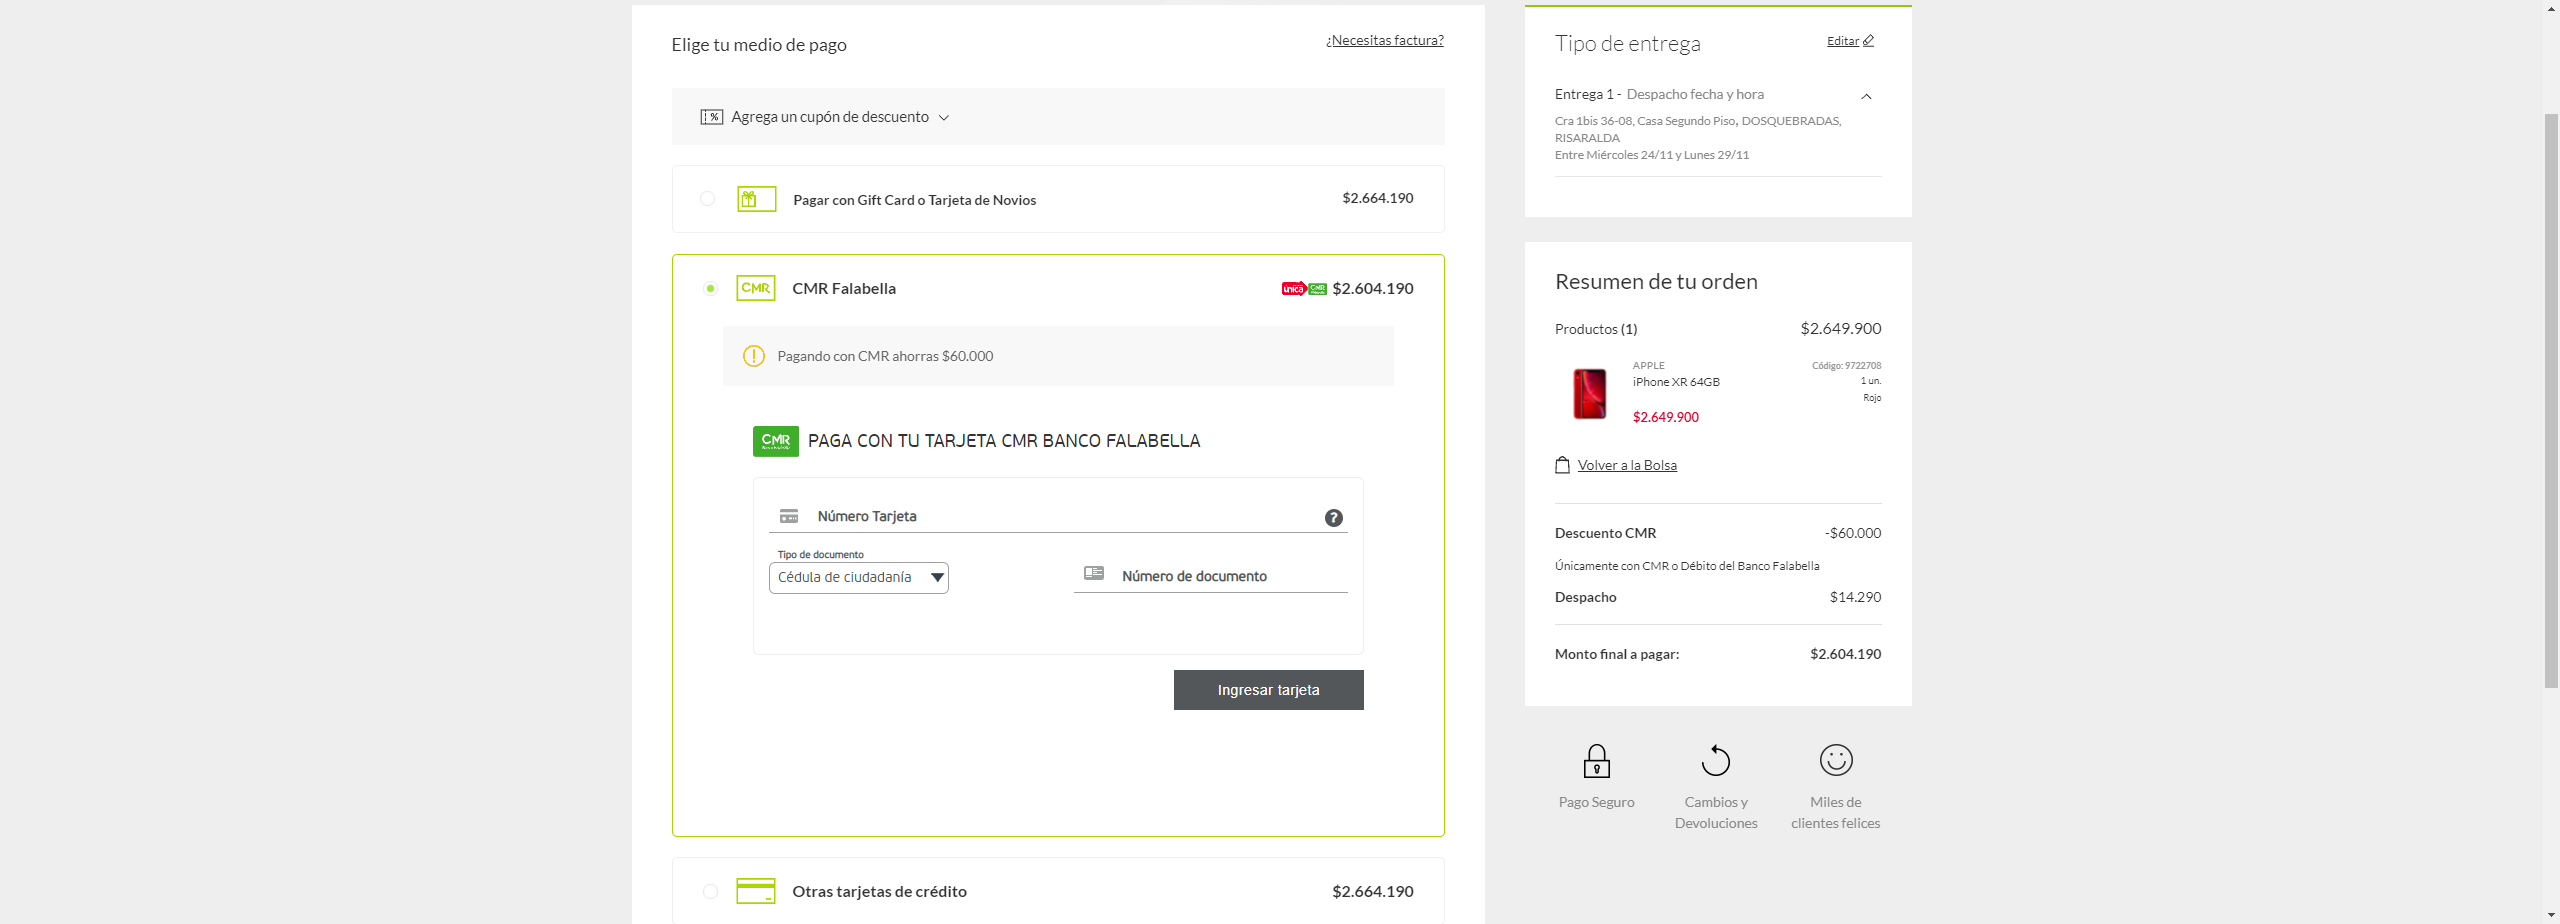 Elige tu medio de pago
¿Necesitas factura?
% Agrega un cupón de descuento
Pagar con Gift Card o Tarjeta de Novios
$2.664.190
CMR
CMR Falabella
unica CMR $2.604.190
Pagando con CMR ahorras $60.000
CMR
PAGA CON TU TARJETA CMR BANCO FALABELLA
Número Tarjeta
?
Tipo de documento
Cédula de ciudadanía
Número de documento
Ingresar tarjeta
Otras tarjetas de crédito
$2.664.190
Tipo de entrega
Editar
Entrega 1 - Despacho fecha y hora
Cra 1bis 36-08, Casa Segundo Piso, DOSQUEBRADAS,
RISARALDA
Entre Miércoles 24/11 y Lunes 29/11
Resumen de tu orden
Productos (1)
$2.649.900
APPLE
Código: 9722708
iPhone XR 64GB
1 un.
Rojo
$2.649.900
Volver a la Bolsa
Descuento CMR
-$60.000
Únicamente con CMR o Débito del Banco Falabella
Despacho
$14.290
Monto final a pagar:
$2.604.190
Pago Seguro
Cambios y
Devoluciones
Miles de
clientes felices